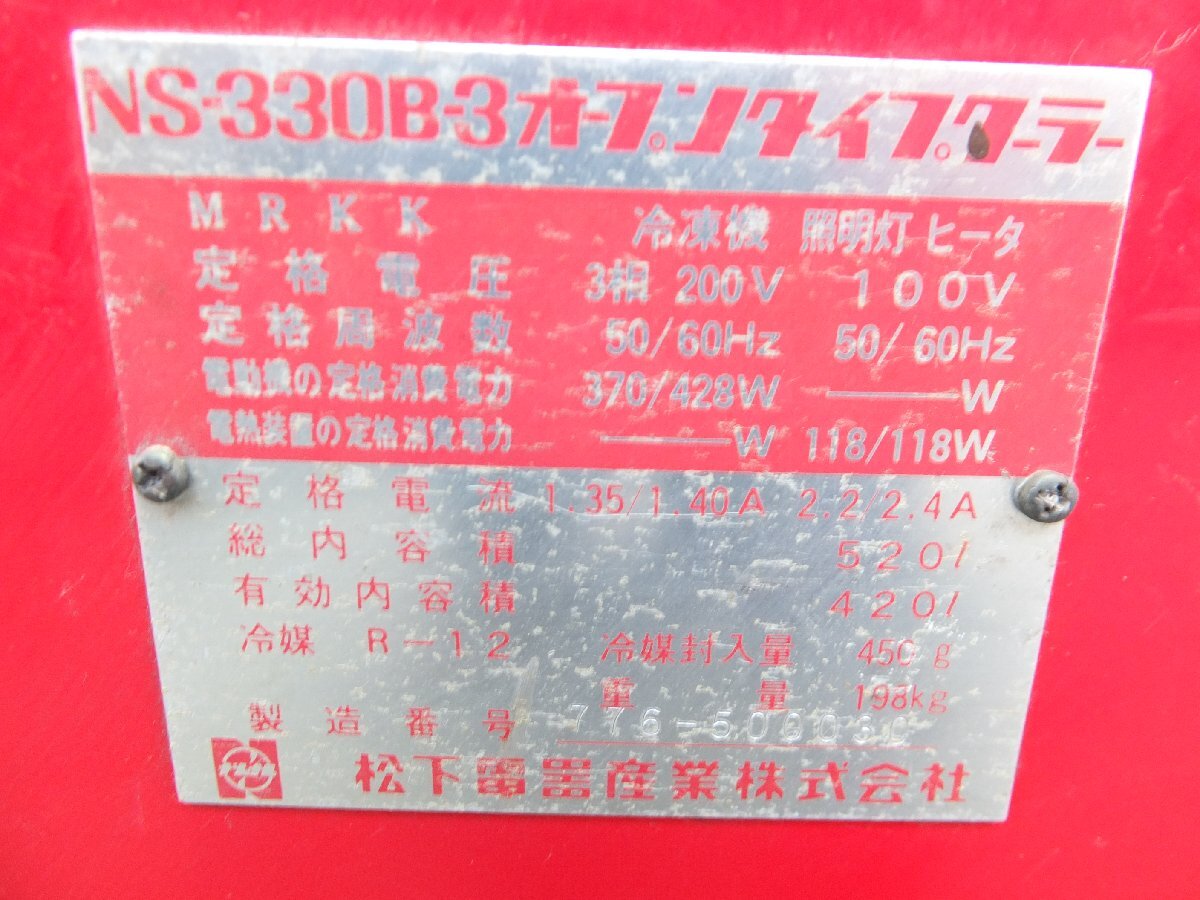 NS-330B-3オープンタイプクーラー
MRKK 冷凍機 照明灯 ヒータ
定格電圧 3相 200V 100V
定格周波数 50/60Hz 50/60Hz
電動機の定格消費電力 370/428W ——W
電熱装置の定格消費電力 ——W 118/118W
定格電流 1.35/1.40A 2.2/2.4A
総内容積 520l
有効内容積 420l
冷媒 R-12 冷媒封入量 450g
重量 198kg
製造番号
松下電器産業株式会社